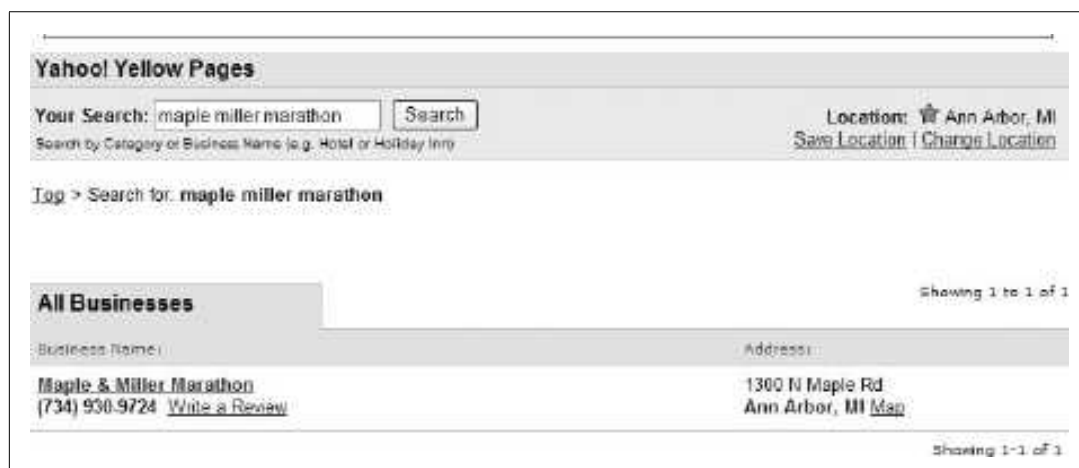 Yahoo! Yellow Pages
Your Search: maple miller marathon Search
Location: Ann Arbor, MI
Search by Category or Business Name (e.g. Hotel or Holiday Inn)
Save Location | Change Location
Top > Search for: maple miller marathon
All Businesses
Showing 1 to 1 of 1
Business Name: Address:
Maple & Miller Marathon 1300 N Maple Rd
(734) 930-9724 Write a Review Ann Arbor, MI Map
Showing 1-1 of 1